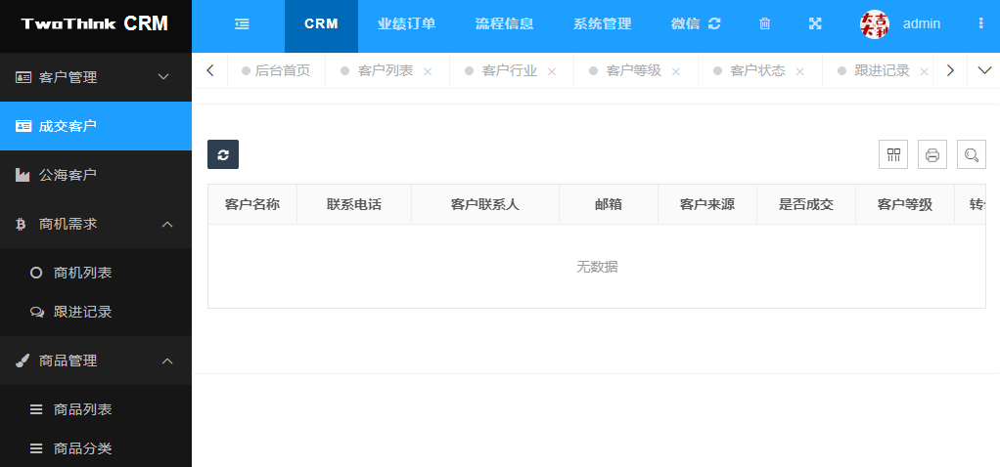 TwoThink CRM
CRM 业绩订单 流程信息 系统管理 微信 admin
后台首页 客户列表 客户行业 客户等级 客户状态 跟进记录
客户管理
成交客户
公海客户
商机需求
商机列表
跟进记录
商品管理
商品列表
商品分类
客户名称 联系电话 客户联系人 邮箱 客户来源 是否成交 客户等级 转
无数据